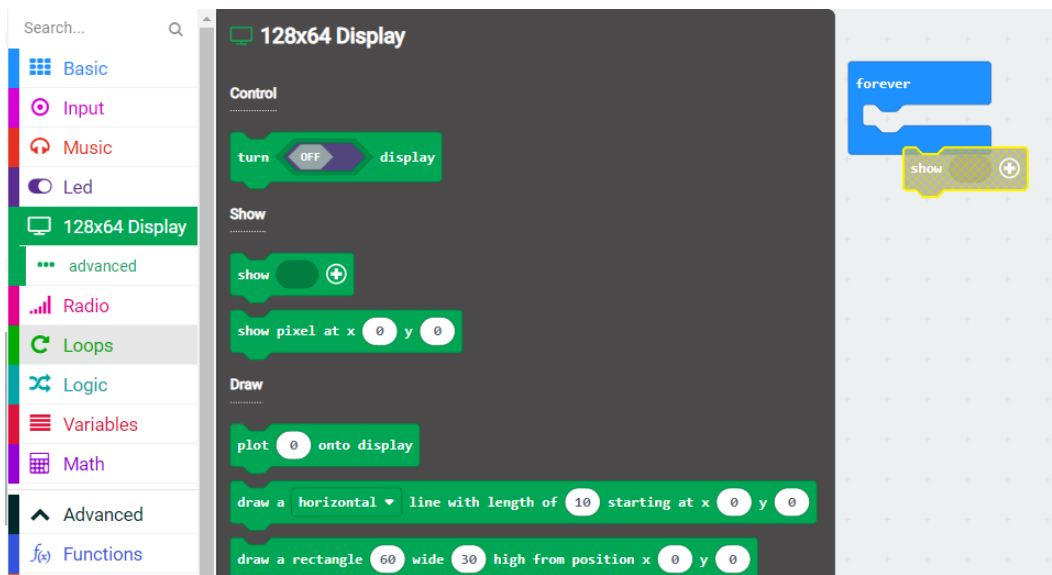 Search...
Basic
Input
Music
Led
128x64 Display
advanced
Radio
Loops
Logic
Variables
Math
Advanced
f(x) Functions
128x64 Display
Control
turn OFF display
Show
show
show pixel at x 0 y 0
Draw
plot 0 onto display
draw a horizontal line with length of 10 starting at x 0 y 0
draw a rectangle 60 wide 30 high from position x 0 y 0
forever
show